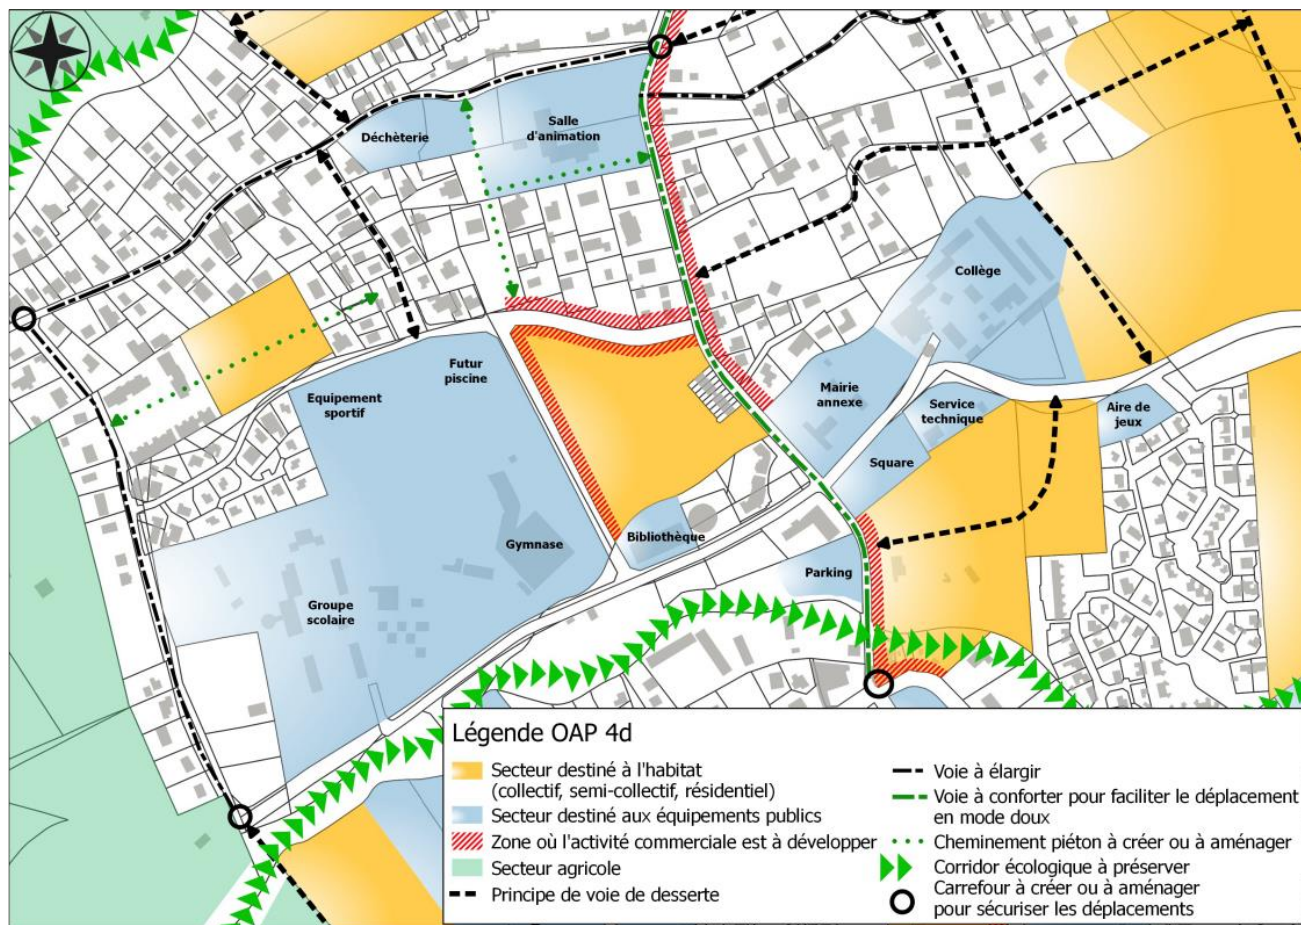 Déchèterie
Salle
d'animation
Collège
Futur
piscine
Equipement
sportif
Mairie
annexe
Service
technique
Aire de
jeux
Square
Bibliothèque
Gymnase
Parking
Groupe
scolaire
Légende OAP 4d
Secteur destiné à l'habitat
(collectif, semi-collectif, résidentiel)
Secteur destiné aux équipements publics
Zone où l'activité commerciale est à développer
Secteur agricole
Principe de voie de desserte
Voie à élargir
Voie à conforter pour faciliter le déplacement
en mode doux
Cheminement piéton à créer ou à aménager
Corridor écologique à préserver
Carrefour à créer ou à aménager
pour sécuriser les déplacements